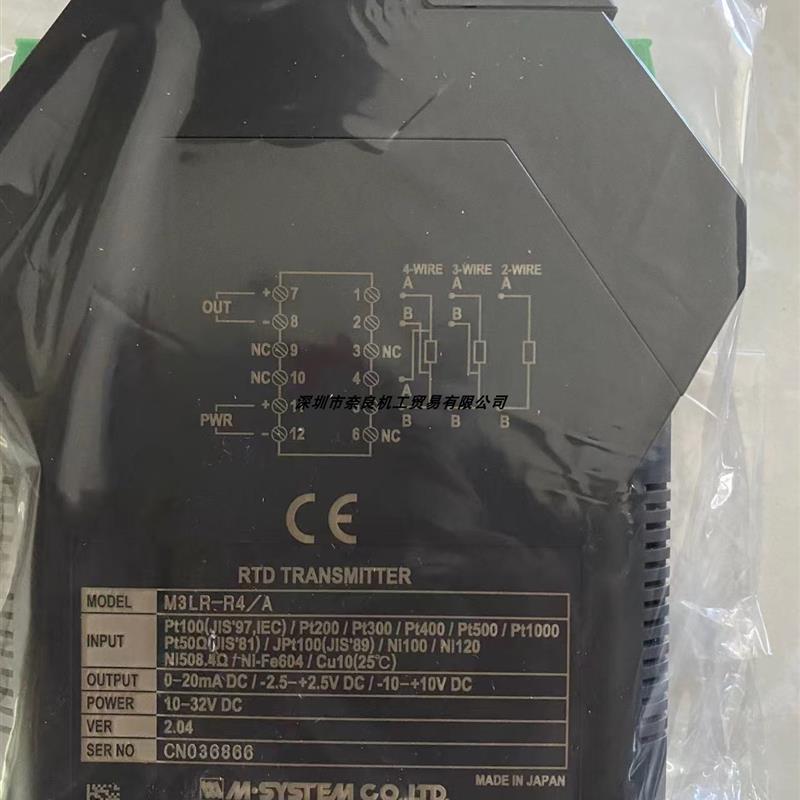 4-WIRE 3-WIRE 2-WIRE
A A A
+ 7 1
OUT
B B
- 8 2
NC 9 3 NC
NC 10 4
A
深圳市奈良机工贸易有限公司
+
PWR
B B B
- 12 6 NC
CE
RTD TRANSMITTER
MODEL M3LR-R4/A
INPUT Pt100(JIS'97,IEC) / Pt200 / Pt300 / Pt400 / Pt500 / Pt1000
Pt50Ω(JIS'81) / JPt100(JIS'89) / Ni100 / Ni120
Ni508.4Ω / Ni-Fe604 / Cu10(25℃)
OUTPUT 0-20mA DC / -2.5-+2.5V DC / -10-+10V DC
POWER 10-32V DC
VER 2.04
SER NO CN036866
MADE IN JAPAN
M-SYSTEM CO.,LTD.